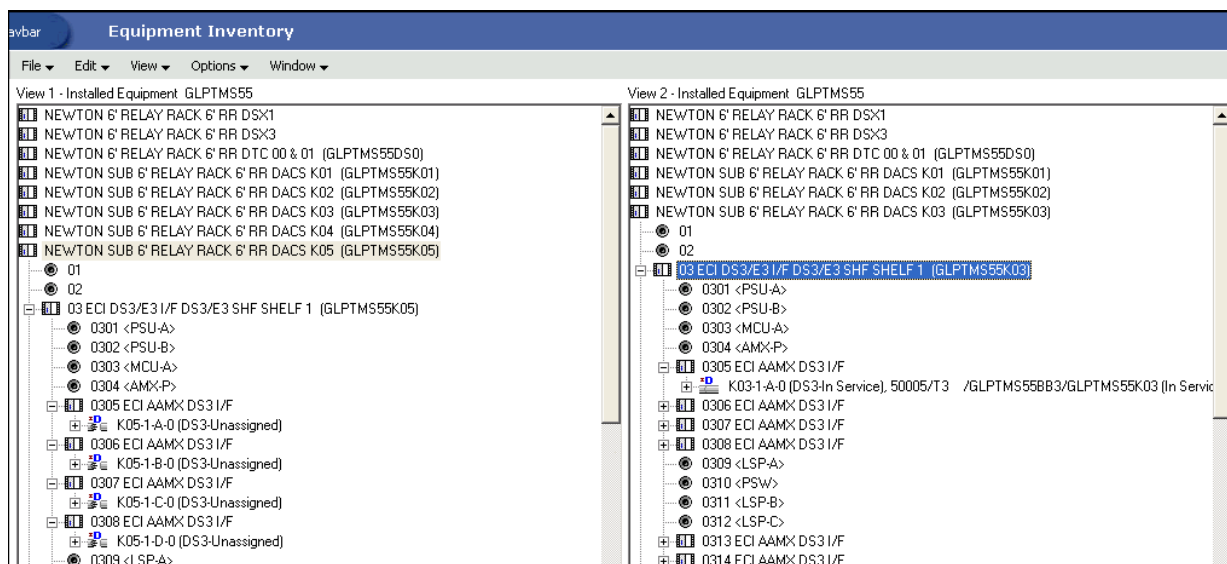 avbar Equipment Inventory
File Edit View Options Window
View 1 - Installed Equipment GLPTMS55
NEWTON 6' RELAY RACK 6' RR DSX1
NEWTON 6' RELAY RACK 6' RR DSX3
NEWTON 6' RELAY RACK 6' RR DTC 00 & 01 (GLPTMS55DS0)
NEWTON SUB 6' RELAY RACK 6' RR DACS K01 (GLPTMS55K01)
NEWTON SUB 6' RELAY RACK 6' RR DACS K02 (GLPTMS55K02)
NEWTON SUB 6' RELAY RACK 6' RR DACS K03 (GLPTMS55K03)
NEWTON SUB 6' RELAY RACK 6' RR DACS K04 (GLPTMS55K04)
NEWTON SUB 6' RELAY RACK 6' RR DACS K05 (GLPTMS55K05)
01
02
03 ECI DS3/E3 I/F DS3/E3 SHF SHELF 1 (GLPTMS55K05)
0301 <PSU-A>
0302 <PSU-B>
0303 <MCU-A>
0304 <AMX-P>
0305 ECI AAMX DS3 I/F
K05-1-A-0 (DS3-Unassigned)
0306 ECI AAMX DS3 I/F
K05-1-B-0 (DS3-Unassigned)
0307 ECI AAMX DS3 I/F
K05-1-C-0 (DS3-Unassigned)
0308 ECI AAMX DS3 I/F
K05-1-D-0 (DS3-Unassigned)
0309 <LSP-A>
View 2 - Installed Equipment GLPTMS55
NEWTON 6' RELAY RACK 6' RR DSX1
NEWTON 6' RELAY RACK 6' RR DSX3
NEWTON 6' RELAY RACK 6' RR DTC 00 & 01 (GLPTMS55DS0)
NEWTON SUB 6' RELAY RACK 6' RR DACS K01 (GLPTMS55K01)
NEWTON SUB 6' RELAY RACK 6' RR DACS K02 (GLPTMS55K02)
NEWTON SUB 6' RELAY RACK 6' RR DACS K03 (GLPTMS55K03)
01
02
03 ECI DS3/E3 I/F DS3/E3 SHF SHELF 1 (GLPTMS55K03)
0301 <PSU-A>
0302 <PSU-B>
0303 <MCU-A>
0304 <AMX-P>
0305 ECI AAMX DS3 I/F
K03-1-A-0 (DS3-In Service), 50005/T3 /GLPTMS55BB3/GLPTMS55K03 (In Servic
0306 ECI AAMX DS3 I/F
0307 ECI AAMX DS3 I/F
0308 ECI AAMX DS3 I/F
0309 <LSP-A>
0310 <PSW>
0311 <LSP-B>
0312 <LSP-C>
0313 ECI AAMX DS3 I/F
0314 ECI AAMX DS3 I/F